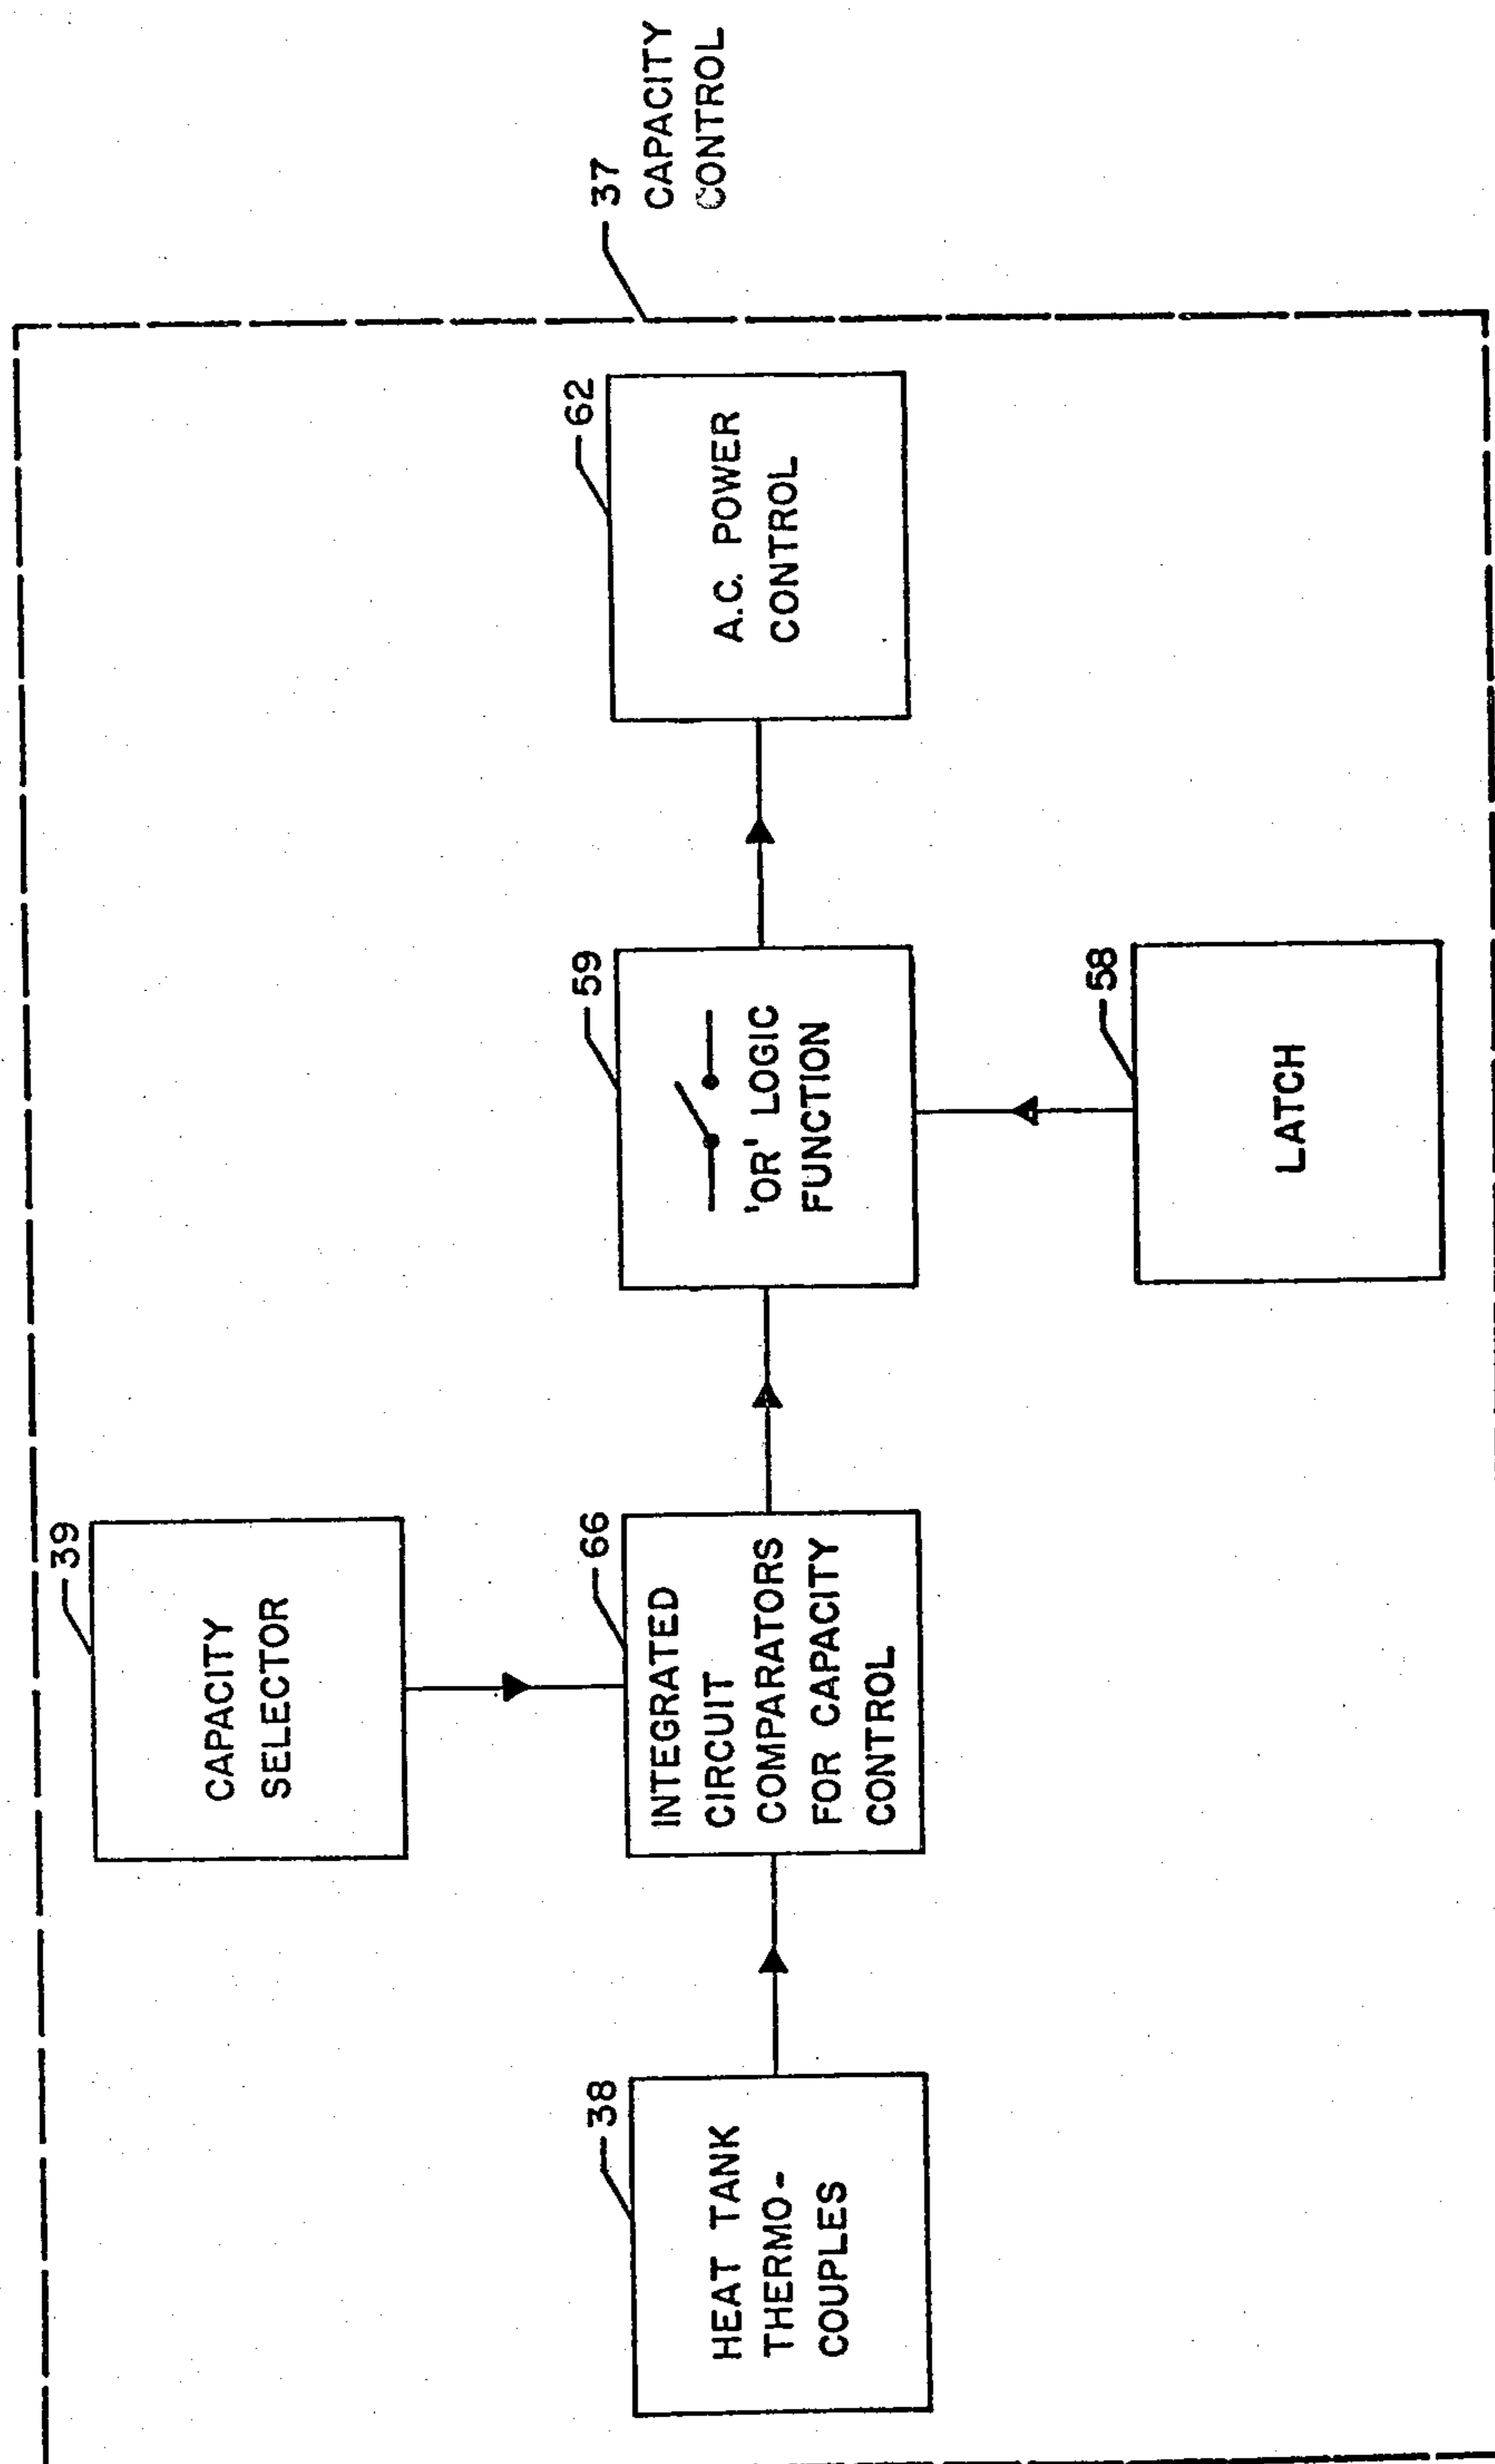 37
CAPACITY
CONTROL
39
CAPACITY
SELECTOR
38
HEAT TANK
THERMO-
COUPLES
66
INTEGRATED
CIRCUIT
COMPARATORS
FOR CAPACITY
CONTROL
59
'OR' LOGIC
FUNCTION
62
A.C. POWER
CONTROL
58
LATCH